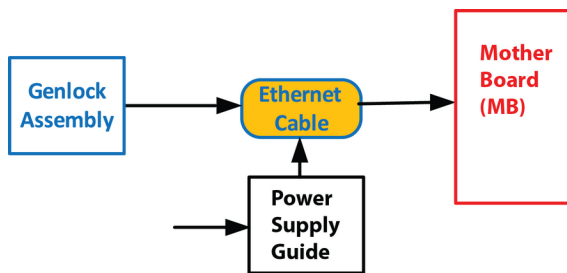 Genlock
Assembly
Ethernet
Cable
Mother
Board
(MB)
Power
Supply
Guide